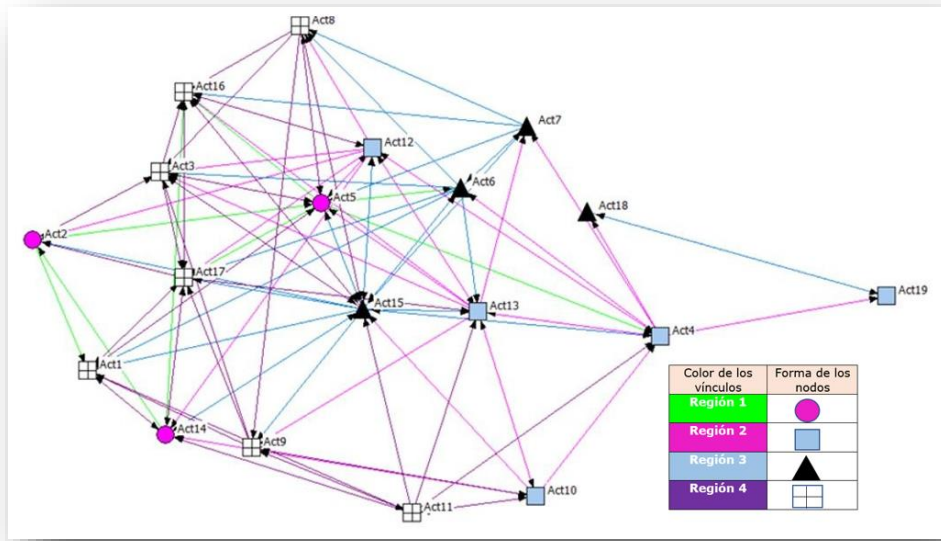 Act8
Act16
Act7
Act12
Act3
Act6
Act5
Act18
Act2
Act17
Act19
Act15
Act13
Act4
Act1
Act14
Act9
Act10
Act11
Color de los vínculos
Forma de los nodos
Región 1
Región 2
Región 3
Región 4